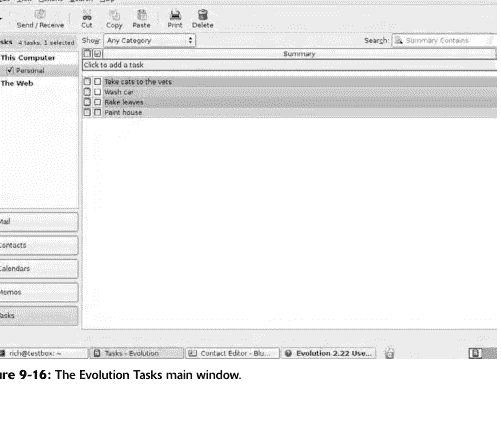 Send / Receive Cut Copy Paste Print Delete
sks 4 tasks, 1 selected Show: Any Category Search: Summary Contains
This Computer Summary
Personal Click to add a task
The Web
Take cats to the vets
Wash car
Rake leaves
Paint house
Mail
Contacts
Calendars
Memos
asks
rich@testbox: ~ Tasks - Evolution Contact Editor - Blu... Evolution 2.22 Use...
ure 9-16: The Evolution Tasks main window.